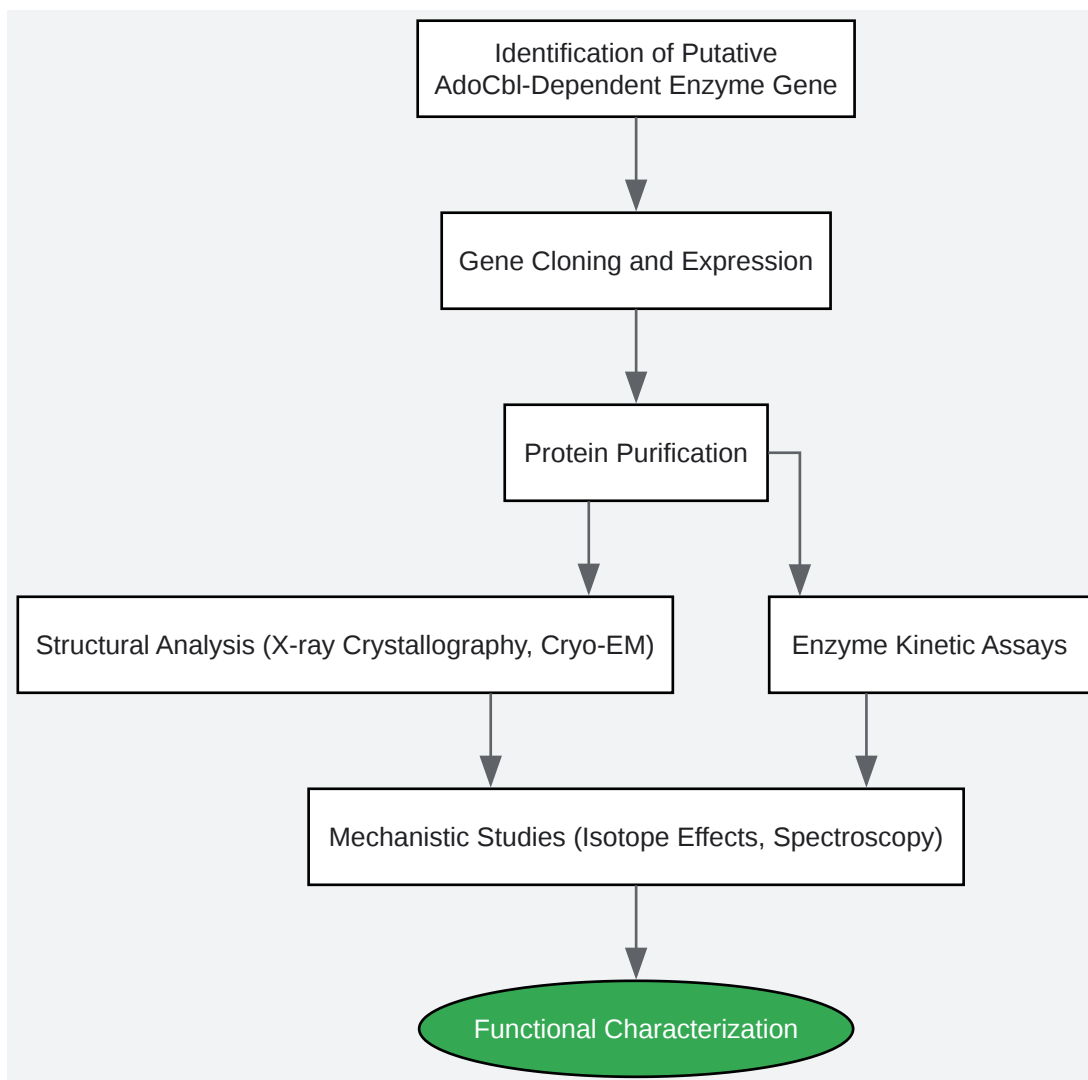 Identification of Putative
AdoCbl-Dependent Enzyme Gene
Gene Cloning and Expression
Protein Purification
Structural Analysis (X-ray Crystallography, Cryo-EM)
Enzyme Kinetic Assays
Mechanistic Studies (Isotope Effects, Spectroscopy)
Functional Characterization